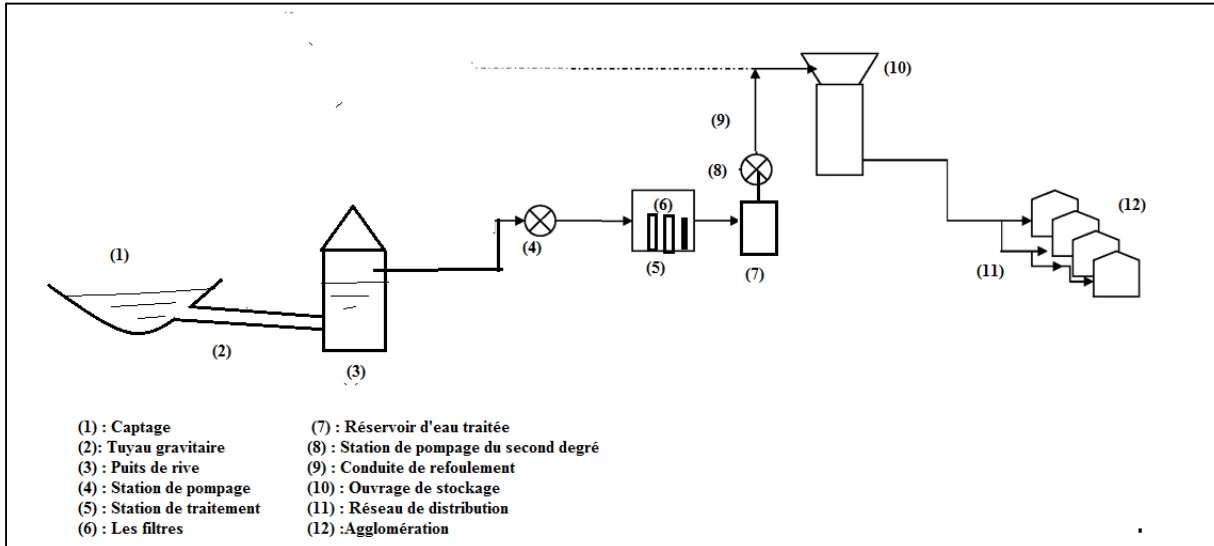 (10)
(9)
(8)
(6)
(12)
(1)
(4)
(5)
(7)
(11)
(2)
(3)
(1) : Captage
(2): Tuyau gravitaire
(3) : Puits de rive
(4) : Station de pompage
(5) : Station de traitement
(6) : Les filtres
(7) : Réservoir d'eau traitée
(8) : Station de pompage du second degré
(9) : Conduite de refoulement
(10) : Ouvrage de stockage
(11) : Réseau de distribution
(12) :Agglomération